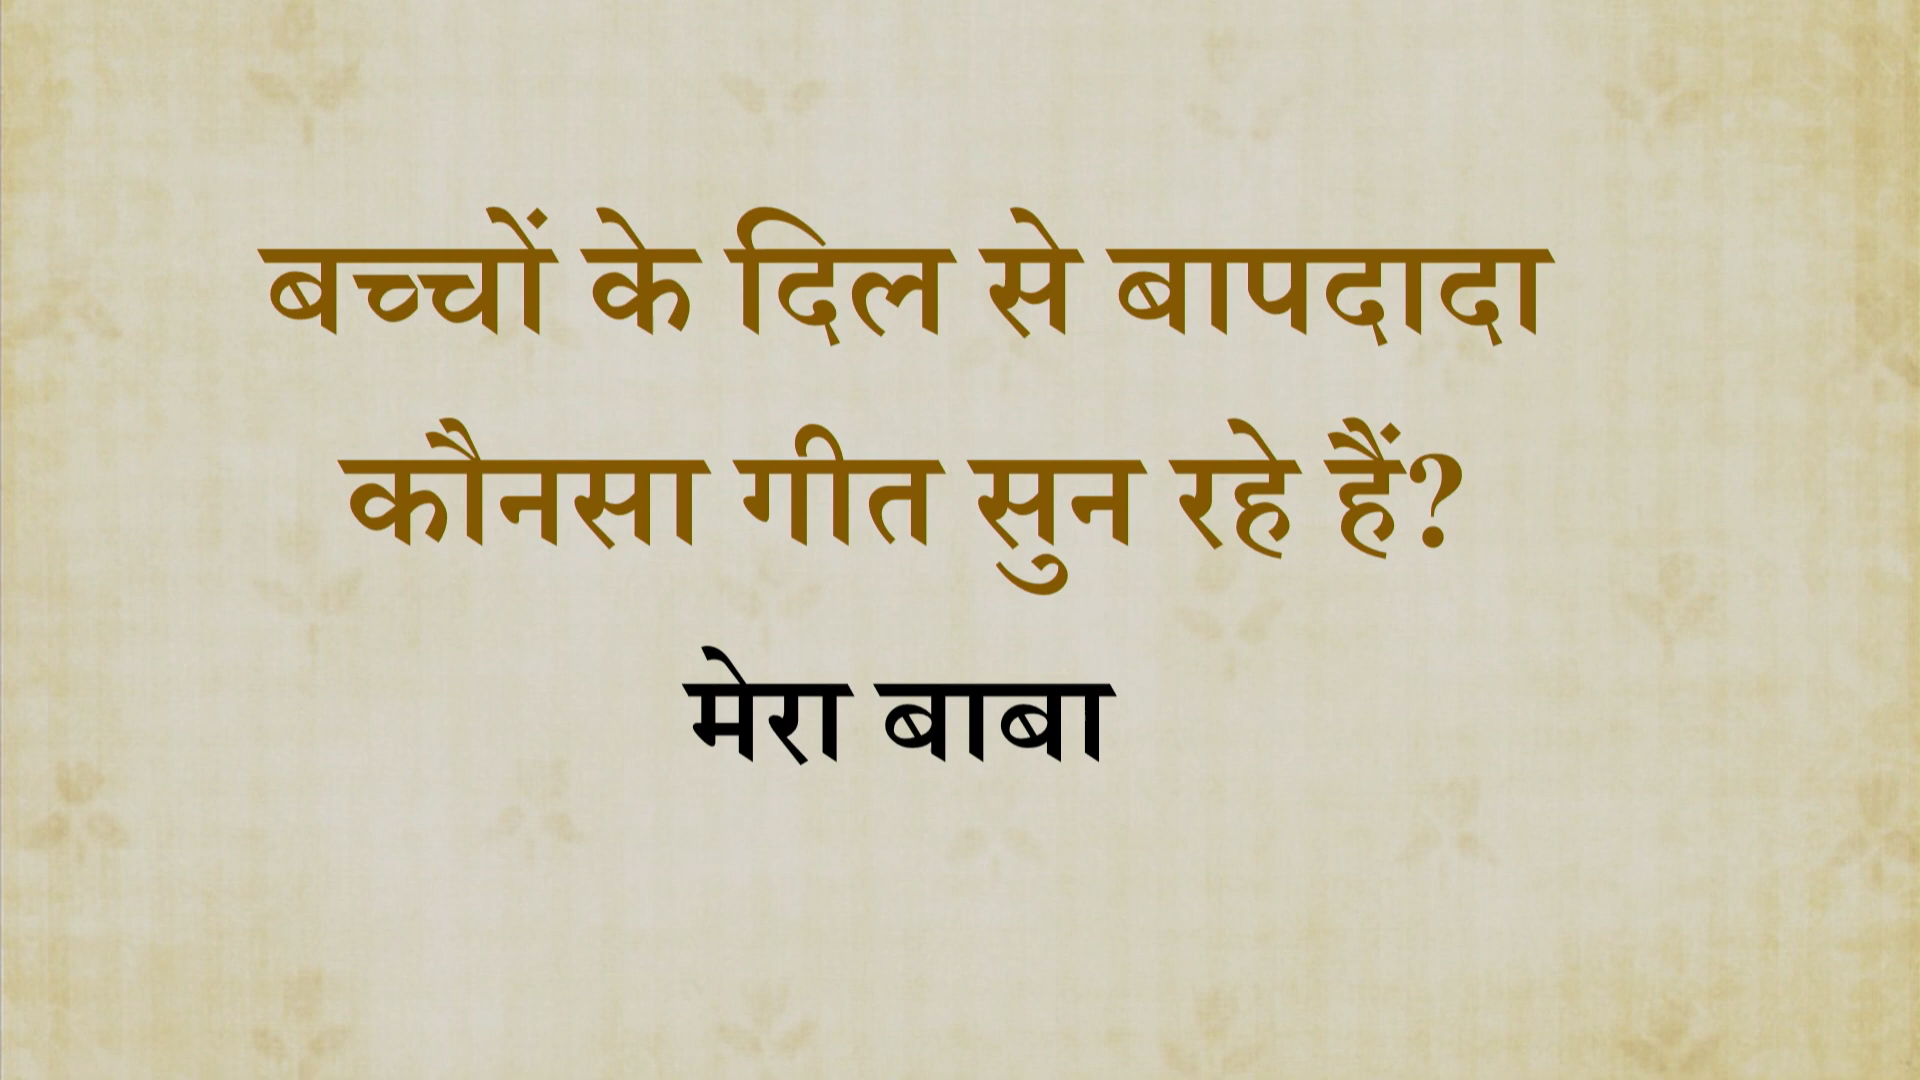 बच्चों के दिल से बापदादा
कौनसा गीत सुन रहे हैं?
मेरा बाबा